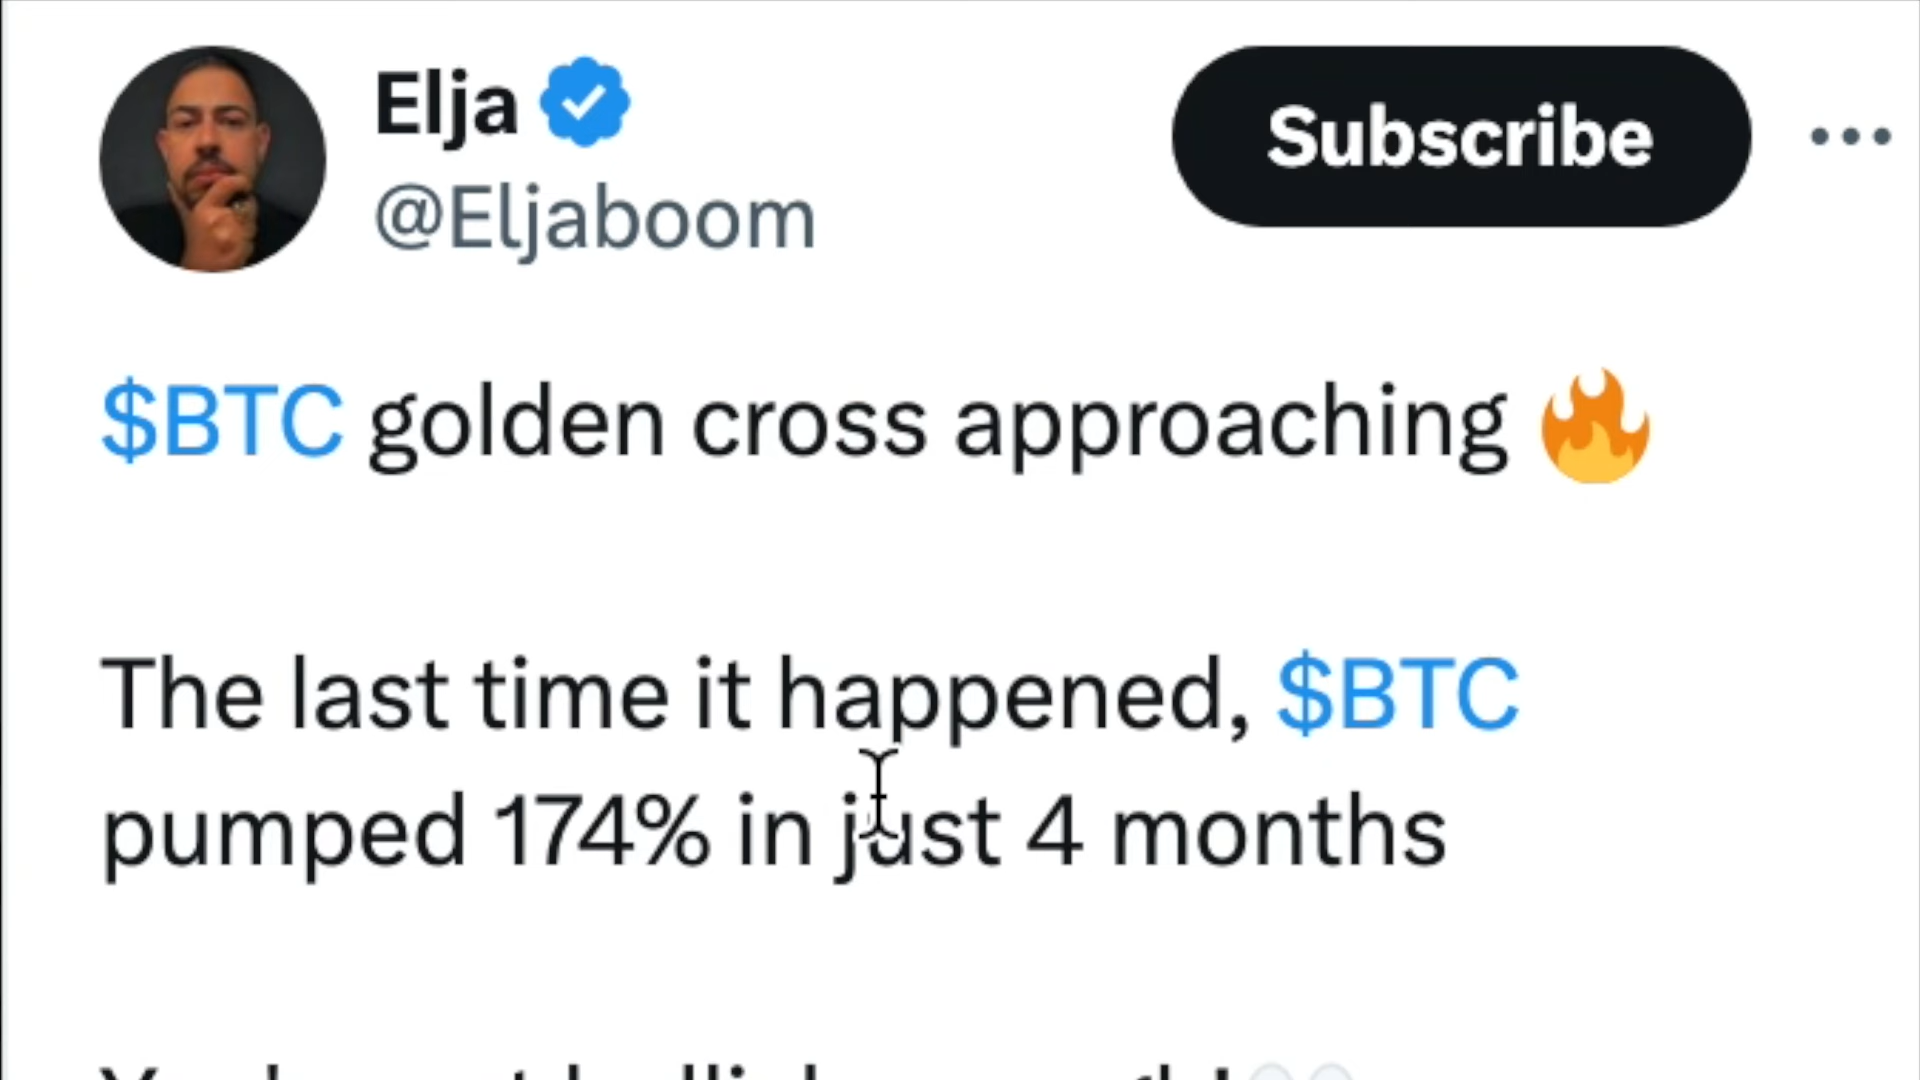 Elja
Subscribe
@Eljaboom
$BTC golden cross approaching 🔥
The last time it happened, $BTC
pumped 174% in just 4 months